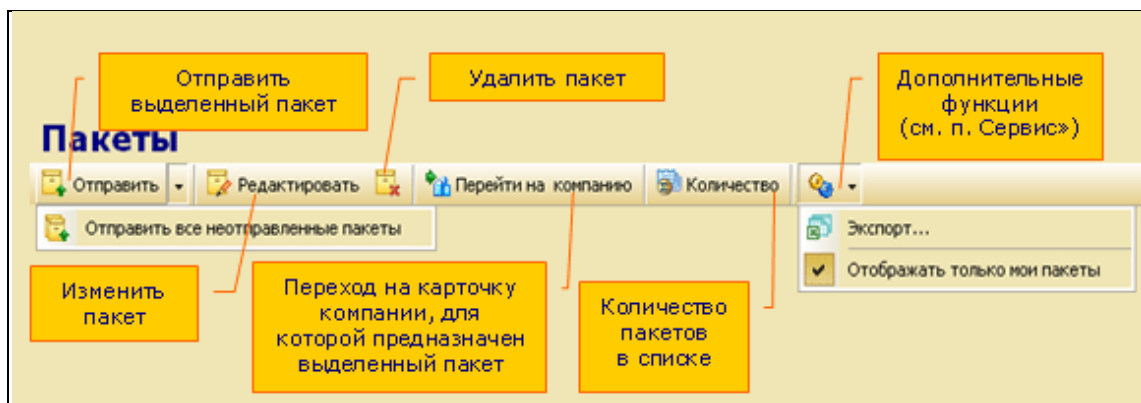 Отправить
выделенный пакет
Удалить пакет
Дополнительные
функции
(см. п. Сервис»)
Пакеты
Отправить
Редактировать
Перейти на компанию
Количество
Отправить все неотправленные пакеты
Экспорт...
Отображать только мои пакеты
Изменить
пакет
Переход на карточку
компании, для
которой предназначен
выделенный пакет
Количество
пакетов
в списке